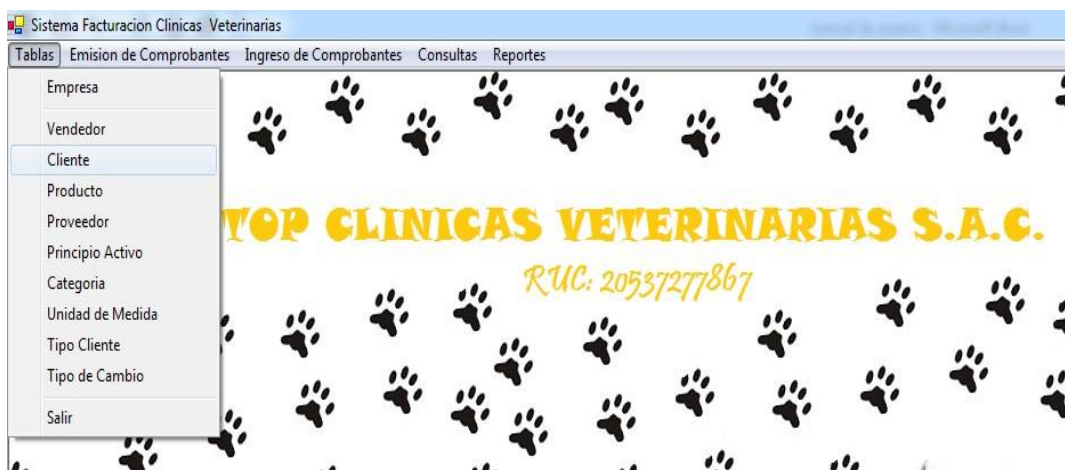 Sistema Facturacion Clinicas Veterinarias
Tablas Emision de Comprobantes Ingreso de Comprobantes Consultas Reportes
Empresa
Vendedor
Cliente
Producto
Proveedor
Principio Activo
Categoria
Unidad de Medida
Tipo Cliente
Tipo de Cambio
Salir
TOP CLINICAS VETERINARIAS S.A.C.
RUC: 20537277867